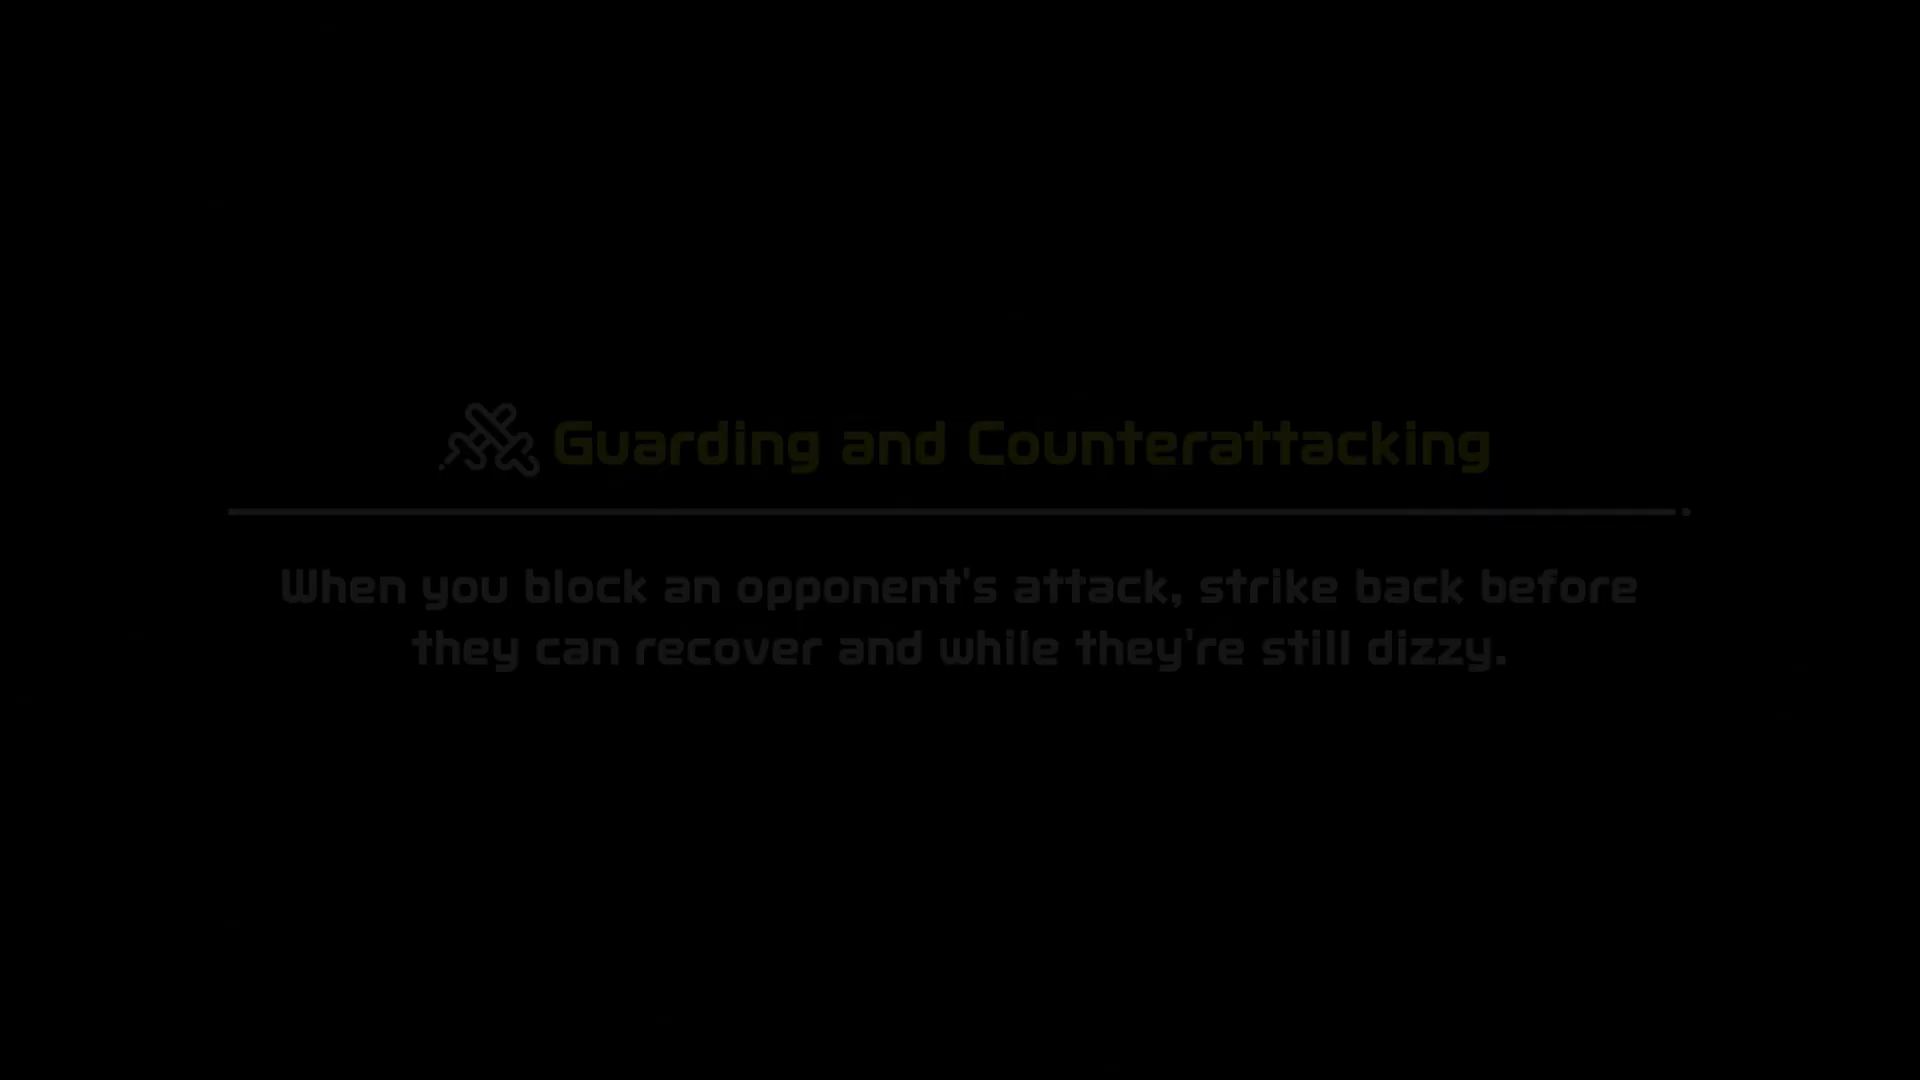 Guarding and Counterattacking
When you block an opponent's attack, strike back before
they can recover and while they're still dizzy.